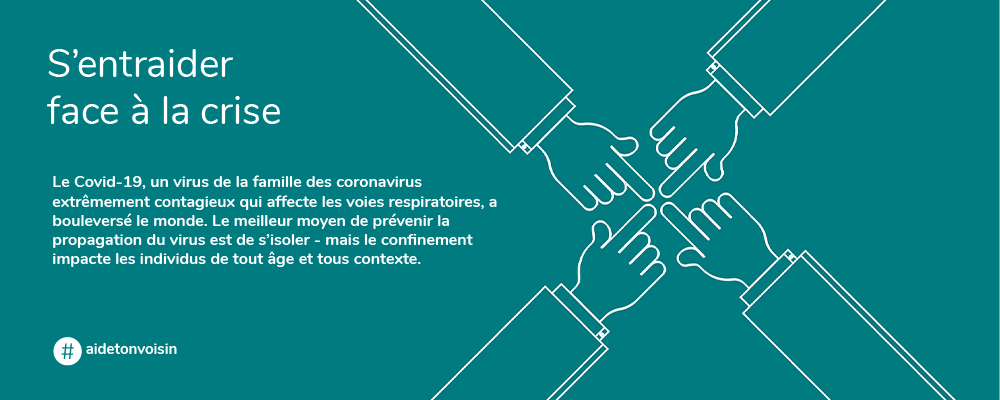 S’entraider
face à la crise
Le Covid-19, un virus de la famille des coronavirus
extrêmement contagieux qui affecte les voies respiratoires, a
bouleversé le monde. Le meilleur moyen de prévenir la
propagation du virus est de s’isoler - mais le confinement
impacte les individus de tout âge et tous contexte.
# aidetonvoisin